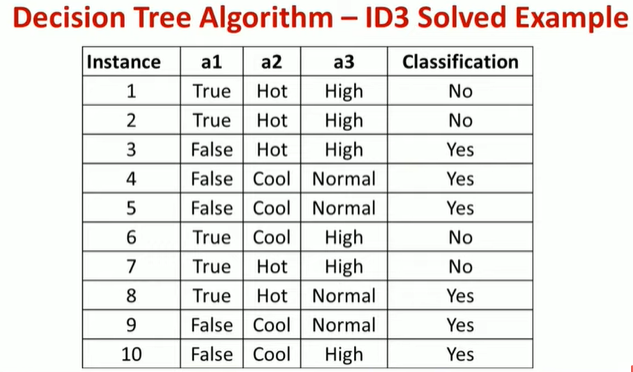 Decision Tree Algorithm – ID3 Solved Example
Instance a1 a2 a3 Classification
1 True Hot High No
2 True Hot High No
3 False Hot High Yes
4 False Cool Normal Yes
5 False Cool Normal Yes
6 True Cool High No
7 True Hot High No
8 True Hot Normal Yes
9 False Cool Normal Yes
10 False Cool High Yes